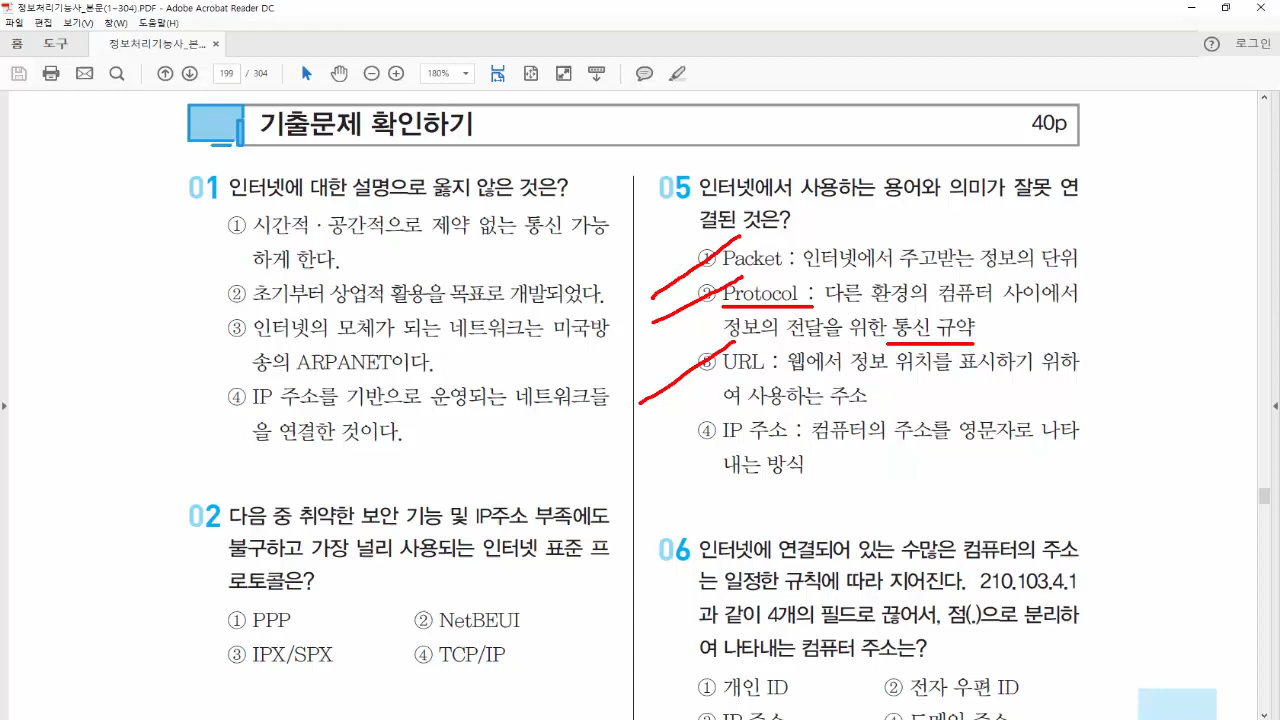 정보처리기능사_본문(1~304).PDF - Adobe Acrobat Reader DC
파일 편집 보기(V) 창(W) 도움말(H)
홈 도구 정보처리기능사_본... × ? 로그인
199 / 304 180%
기출문제 확인하기 40p
01 인터넷에 대한 설명으로 옳지 않은 것은?
① 시간적·공간적으로 제약 없는 통신 가능
하게 한다.
② 초기부터 상업적 활용을 목표로 개발되었다.
③ 인터넷의 모체가 되는 네트워크는 미국방
송의 ARPANET이다.
④ IP 주소를 기반으로 운영되는 네트워크들
을 연결한 것이다.
02 다음 중 취약한 보안 기능 및 IP주소 부족에도
불구하고 가장 널리 사용되는 인터넷 표준 프
로토콜은?
① PPP ② NetBEUI
③ IPX/SPX ④ TCP/IP
05 인터넷에서 사용하는 용어와 의미가 잘못 연
결된 것은?
① Packet : 인터넷에서 주고받는 정보의 단위
② Protocol : 다른 환경의 컴퓨터 사이에서
정보의 전달을 위한 통신 규약
③ URL : 웹에서 정보 위치를 표시하기 위하
여 사용하는 주소
④ IP 주소 : 컴퓨터의 주소를 영문자로 나타
내는 방식
06 인터넷에 연결되어 있는 수많은 컴퓨터의 주소
는 일정한 규칙에 따라 지어진다. 210.103.4.1
과 같이 4개의 필드로 끊어서, 점(.)으로 분리하
여 나타내는 컴퓨터 주소는?
① 개인 ID ② 전자 우편 ID
③ IP 주소 ④ 도메인 주소